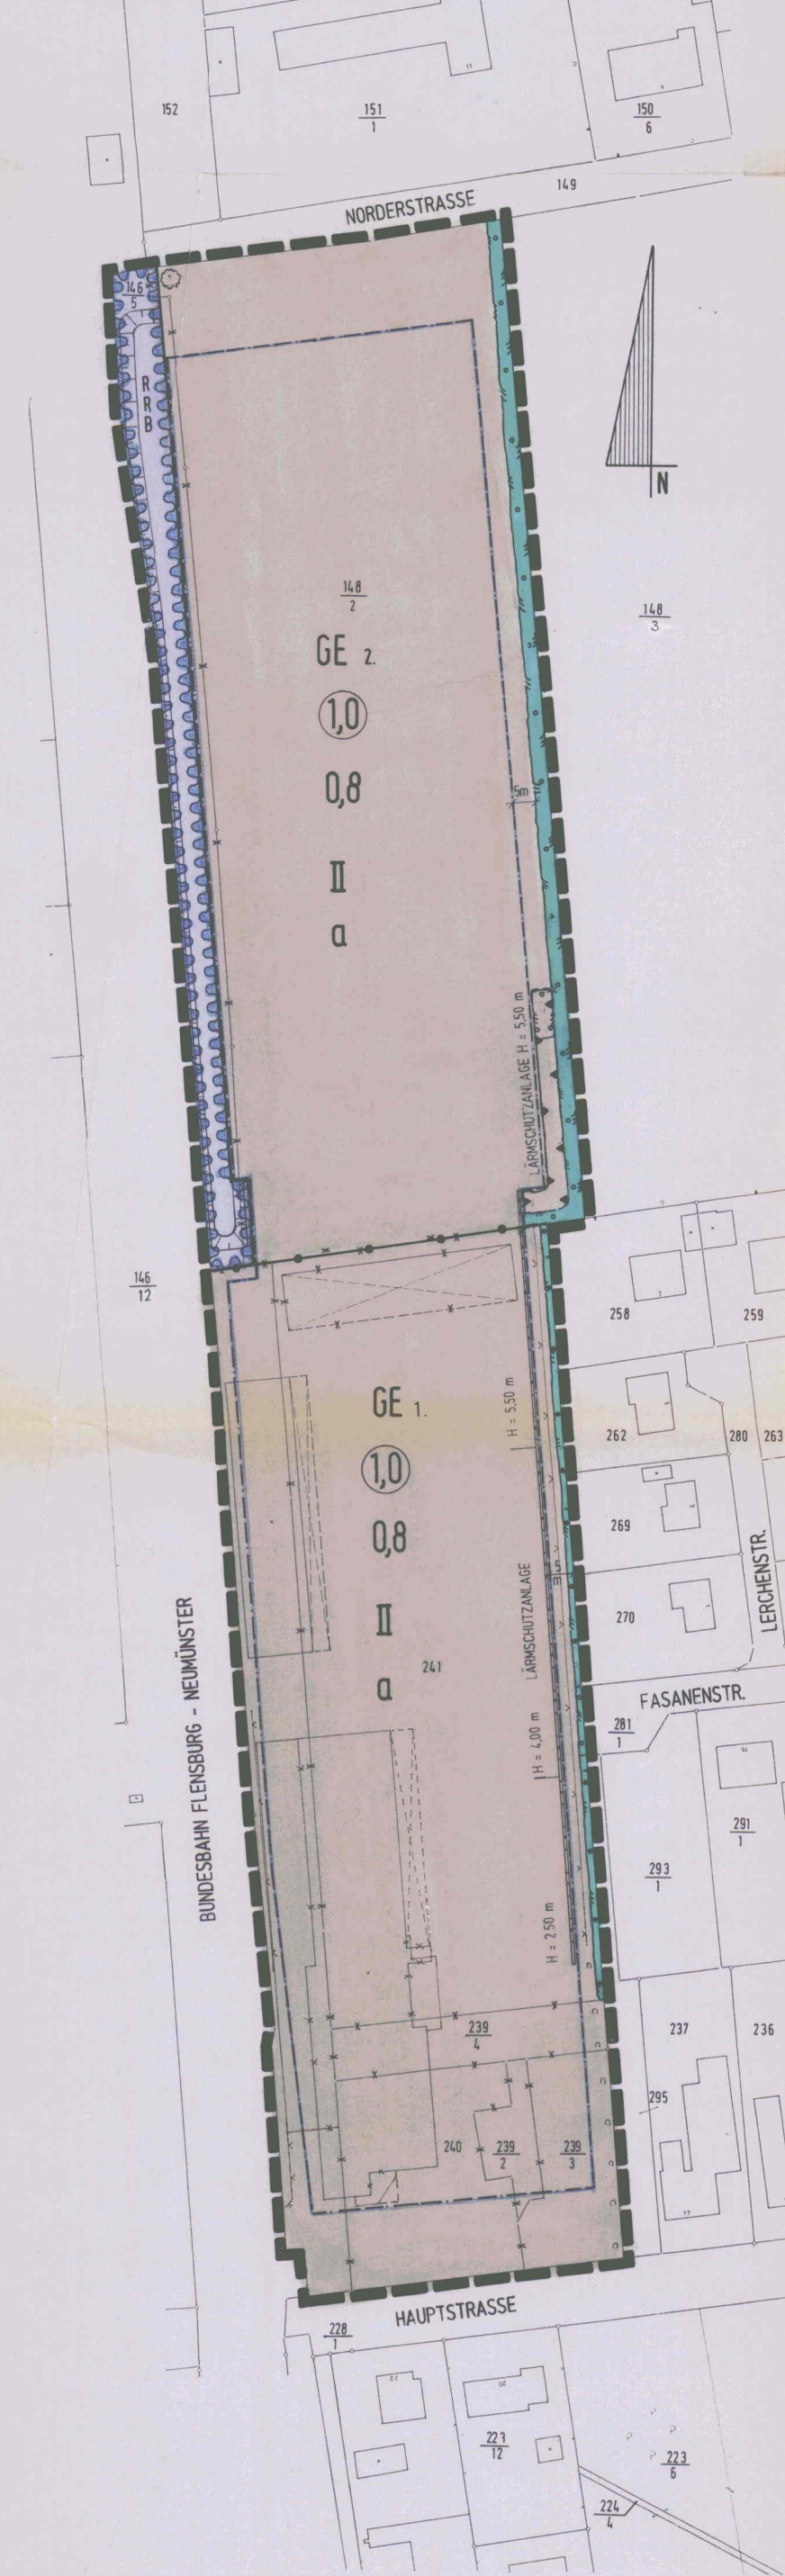 11
152
151
1
150
6
149
NORDERSTRASSE
146
5
R
R
B
N
148
2
148
3
GE 2.
1,0
0,8
II
a
5m
LÄRMSCHUTZANLAGE H = 5,50 m
146
12
258
259
GE 1.
H = 5,50 m
262
280
263
1,0
0,8
269
LÄRMSCHUTZANLAGE
LERCHENSTR.
270
II
241
a
BUNDESBAHN FLENSBURG - NEUMÜNSTER
FASANENSTR.
281
1
H = 4,00 m
291
1
293
1
H = 2,50 m
239
4
237
236
295
240
239
2
239
3
17
HAUPTSTRASSE
228
1
223
12
223
6
224
4